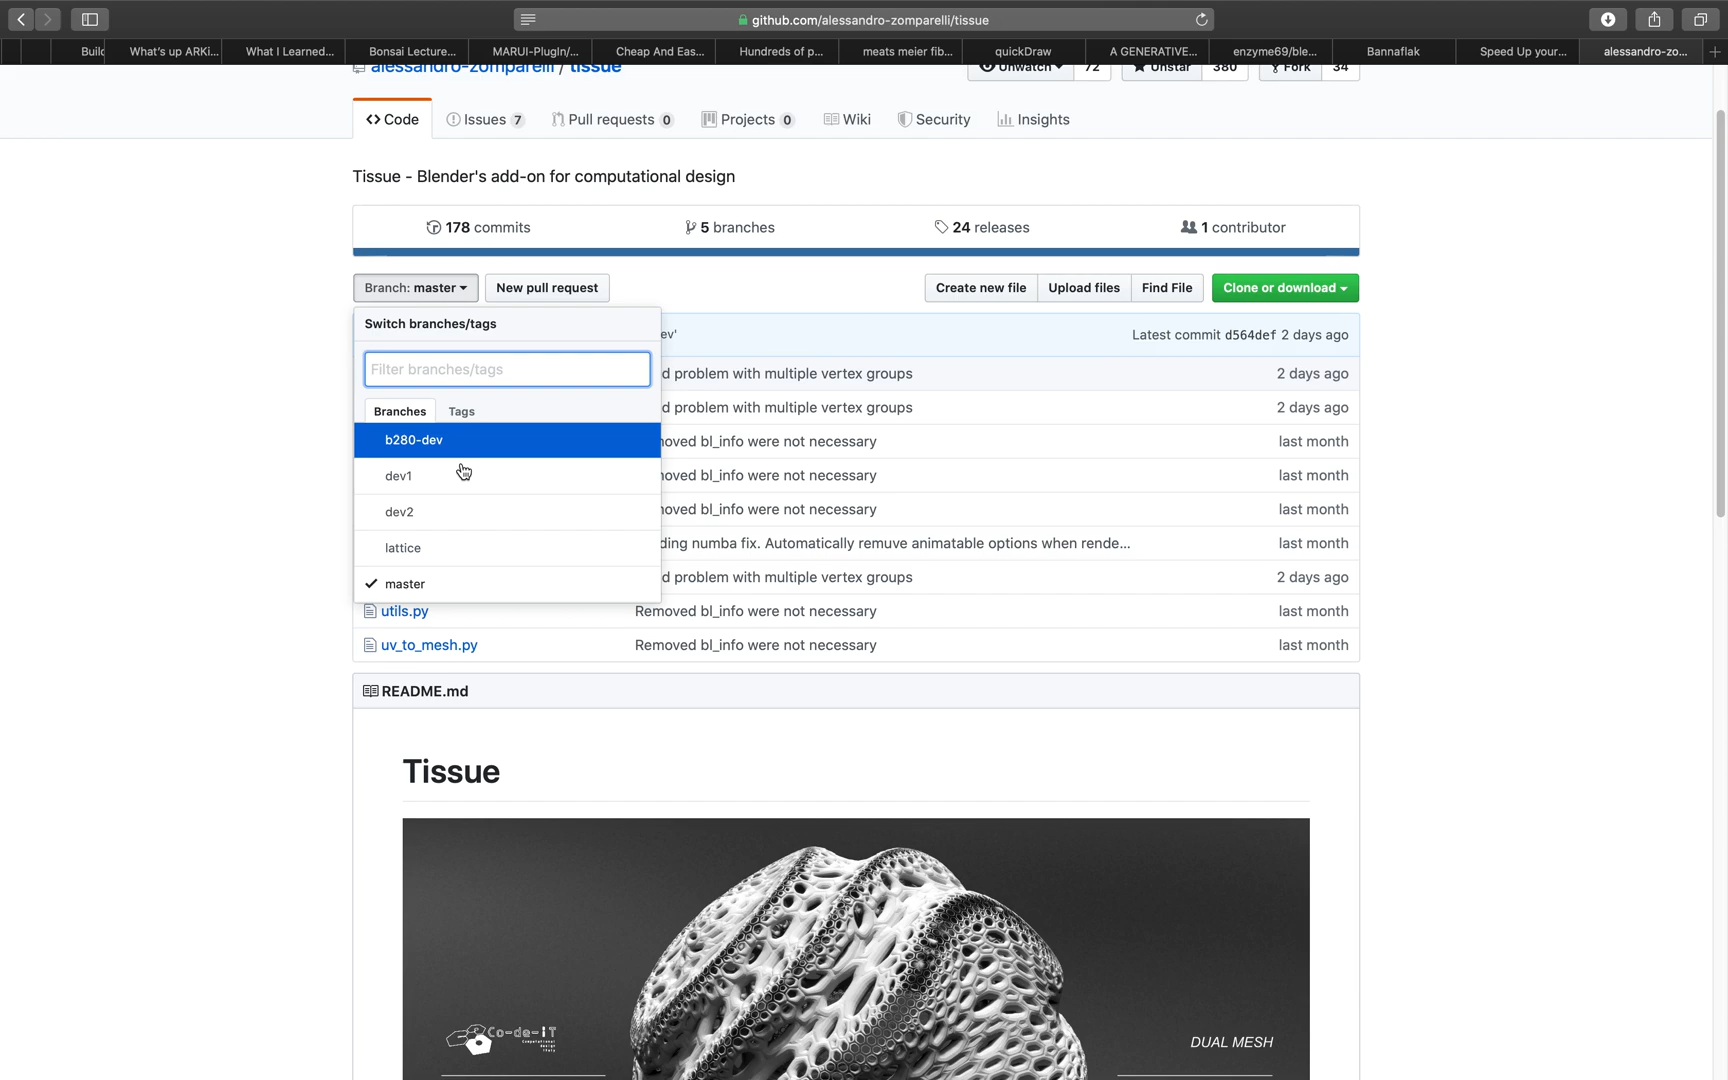 github.com/alessandro-zomparelli/tissue
Builc What's up ARKi... What I Learned... Bonsai Lecture... MARUI-PlugIn/... Cheap And Eas... Hundreds of p... meats meier fib... quickDraw A GENERATIVE... enzyme69/ble... Bannaflak Speed Up your... alessandro-zo...
alessandro-zomparelli / tissue Unwatch 72 Unstar 380 Fork 34
Code Issues 7 Pull requests 0 Projects 0 Wiki Security Insights
Tissue - Blender's add-on for computational design
178 commits 5 branches 24 releases 1 contributor
Branch: master New pull request Create new file Upload files Find File Clone or download
Switch branches/tags
ev' Latest commit d564def 2 days ago
Filter branches/tags
d problem with multiple vertex groups 2 days ago
Branches Tags
d problem with multiple vertex groups 2 days ago
b280-dev
oved bl_info were not necessary last month
dev1
oved bl_info were not necessary last month
dev2
oved bl_info were not necessary last month
lattice
ding numba fix. Automatically remuve animatable options when rende... last month
master
d problem with multiple vertex groups 2 days ago
utils.py Removed bl_info were not necessary last month
uv_to_mesh.py Removed bl_info were not necessary last month
README.md
Tissue
Co-de-iT
DUAL MESH